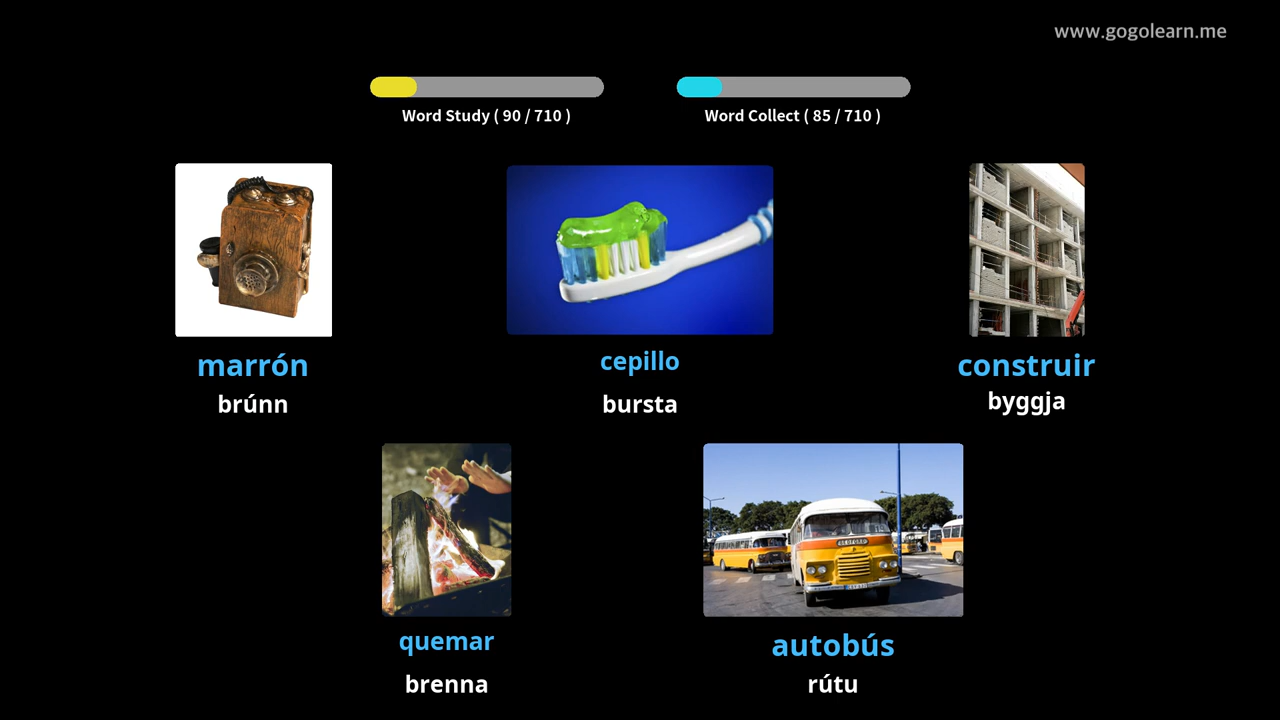 www.gogolearn.me
Word Study ( 90 / 710 )
Word Collect ( 85 / 710 )
marrón
brúnn
cepillo
bursta
construir
byggja
BEDFORD
quemar
brenna
autobús
rútu